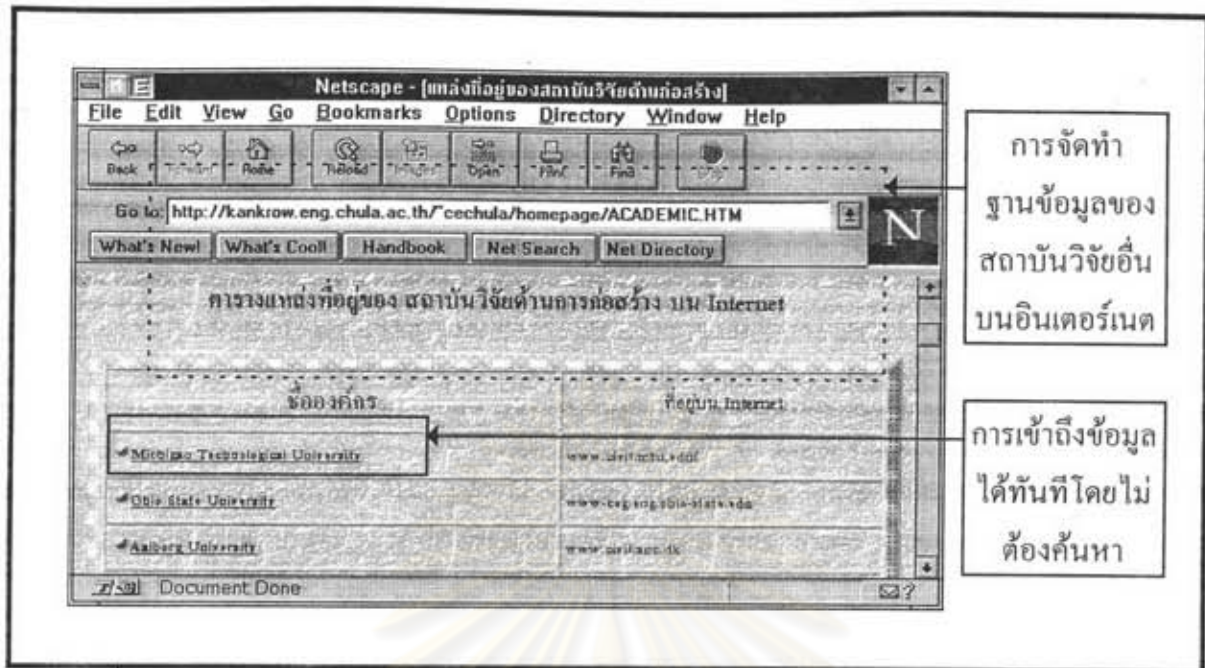 Netscape - [แหล่งที่อยู่ของสถาบันวิจัยด้านก่อสร้าง]
File Edit View Go Bookmarks Options Directory Window Help
Back Forward Home Reload Images Open Print Find Stop
Go to: http://kankrow.eng.chula.ac.th/~cechula/homepage/ACADEMIC.HTM
N
What's New! What's Cool! Handbook Net Search Net Directory
ตารางแหล่งที่อยู่ของ สถาบันวิจัยด้านการก่อสร้าง บน Internet
ชื่อองค์กร ที่อยู่บน Internet
Michigan Technological University
Ohio State University
Aalborg University
Document Done
?
การจัดทำ
ฐานข้อมูลของ
สถาบันวิจัยอื่น
บนอินเตอร์เนต
การเข้าถึงข้อมูล
ได้ทันทีโดยไม่
ต้องค้นหา